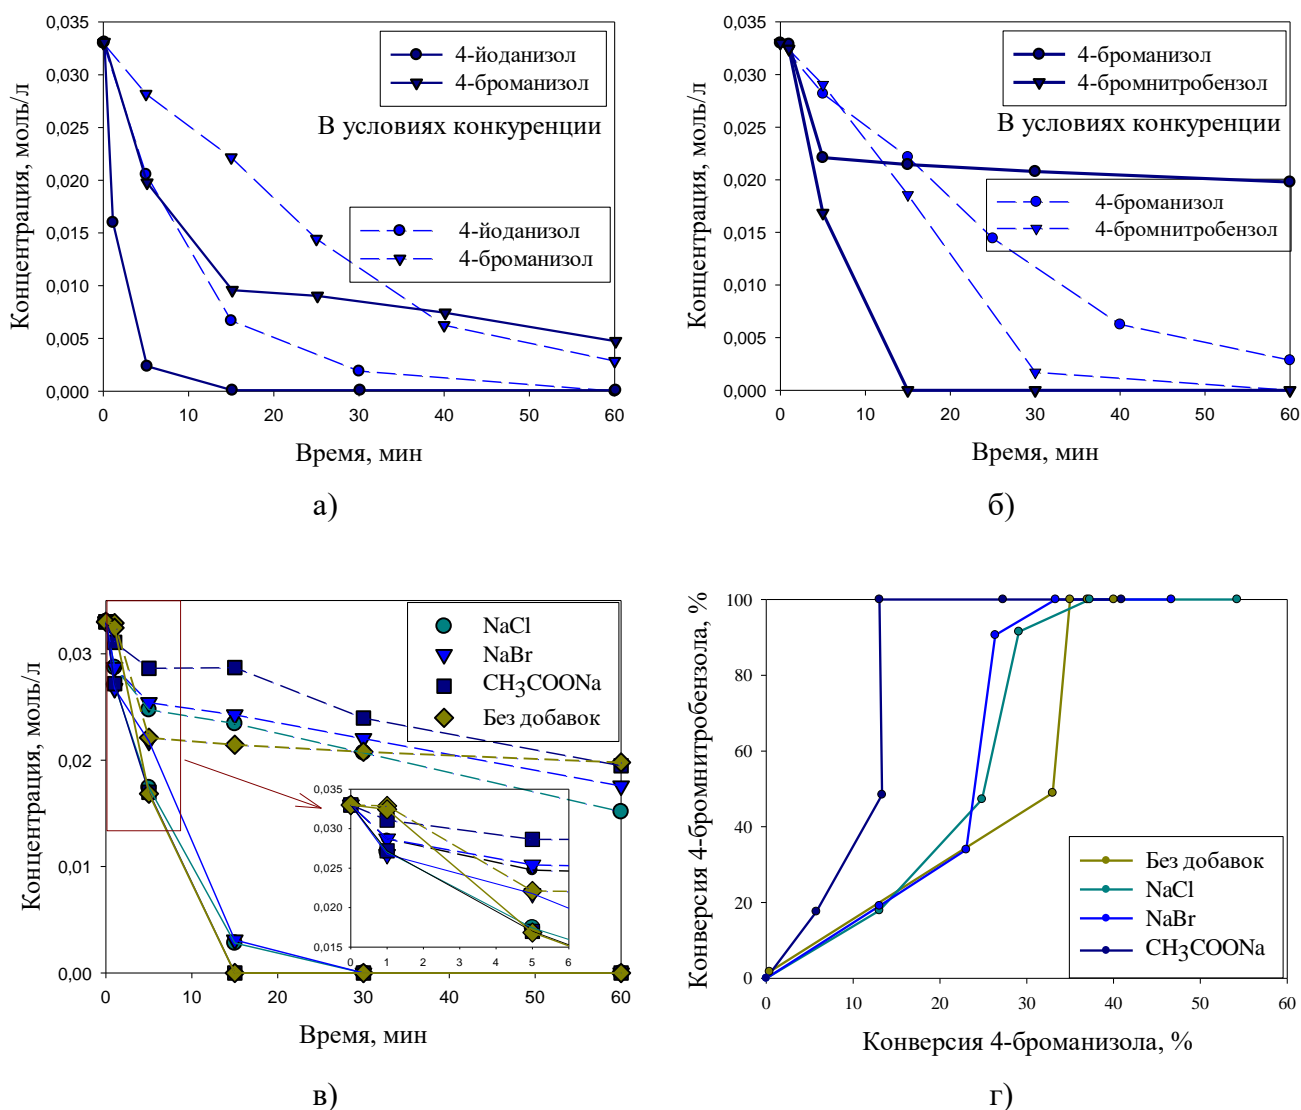 0,035
0,030
0,025
0,020
0,015
0,010
0,005
0,000
Концентрация, моль/л
4-йоданизол
4-броманизол
В условиях конкуренции
4-йоданизол
4-броманизол
0 10 20 30 40 50 60
Время, мин
а)
0,035
0,030
0,025
0,020
0,015
0,010
0,005
0,000
Концентрация, моль/л
4-броманизол
4-бромнитробензол
В условиях конкуренции
4-броманизол
4-бромнитробензол
0 10 20 30 40 50 60
Время, мин
б)
0,03
0,02
0,01
0,00
Концентрация, моль/л
NaCl
NaBr
CH3COONa
Без добавок
0,035
0,030
0,025
0,020
0,015
0 1 2 3 4 5 6
0 10 20 30 40 50 60
Время, мин
в)
100
80
60
40
20
0
Конверсия 4-бромнитробензола, %
Без добавок
NaCl
NaBr
CH3COONa
0 10 20 30 40 50 60
Конверсия 4-броманизола, %
г)